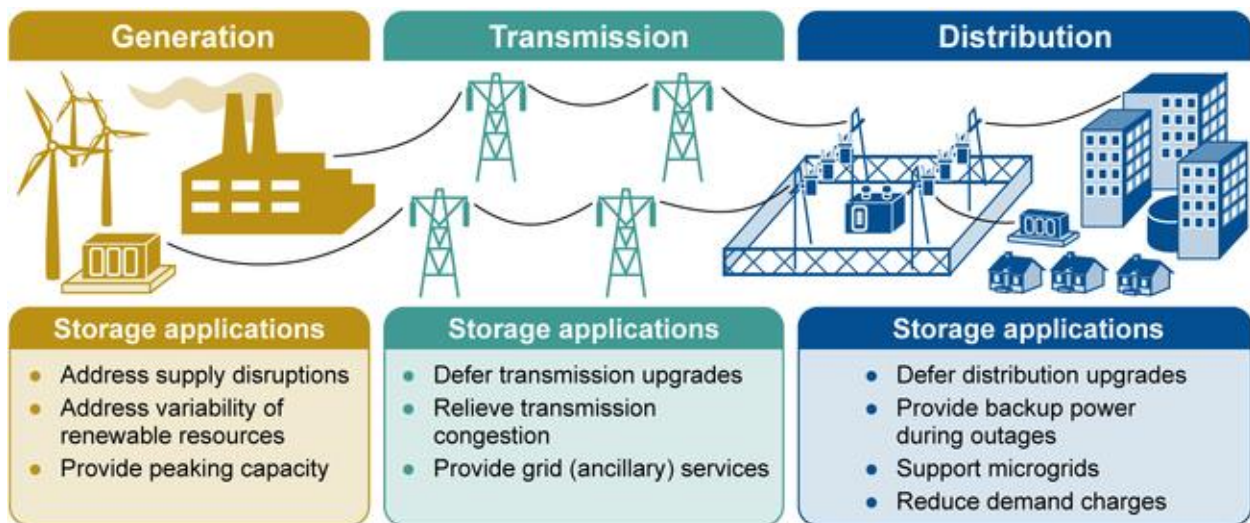 Generation
Transmission
Distribution
Storage applications
• Address supply disruptions
• Address variability of
renewable resources
• Provide peaking capacity
Storage applications
• Defer transmission upgrades
• Relieve transmission
congestion
• Provide grid (ancillary) services
Storage applications
• Defer distribution upgrades
• Provide backup power
during outages
• Support microgrids
• Reduce demand charges